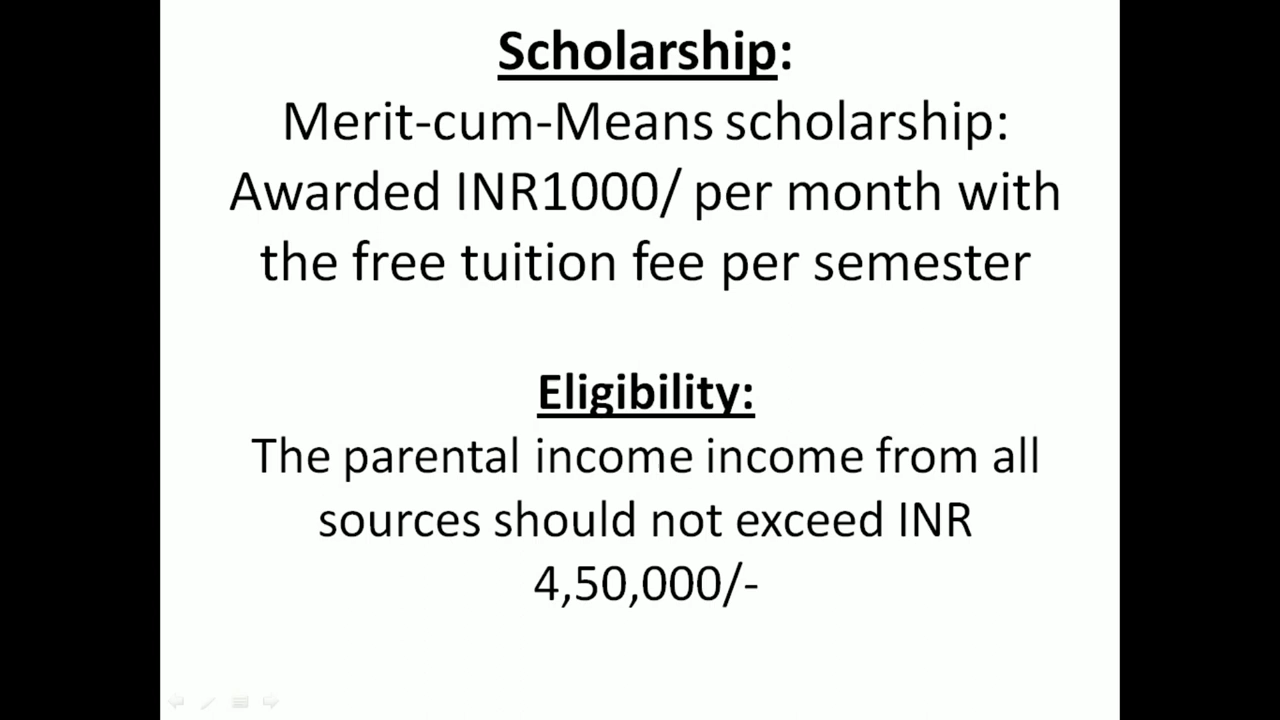 Scholarship:
Merit-cum-Means scholarship:
Awarded INR1000/ per month with
the free tuition fee per semester
Eligibility:
The parental income income from all
sources should not exceed INR
4,50,000/-